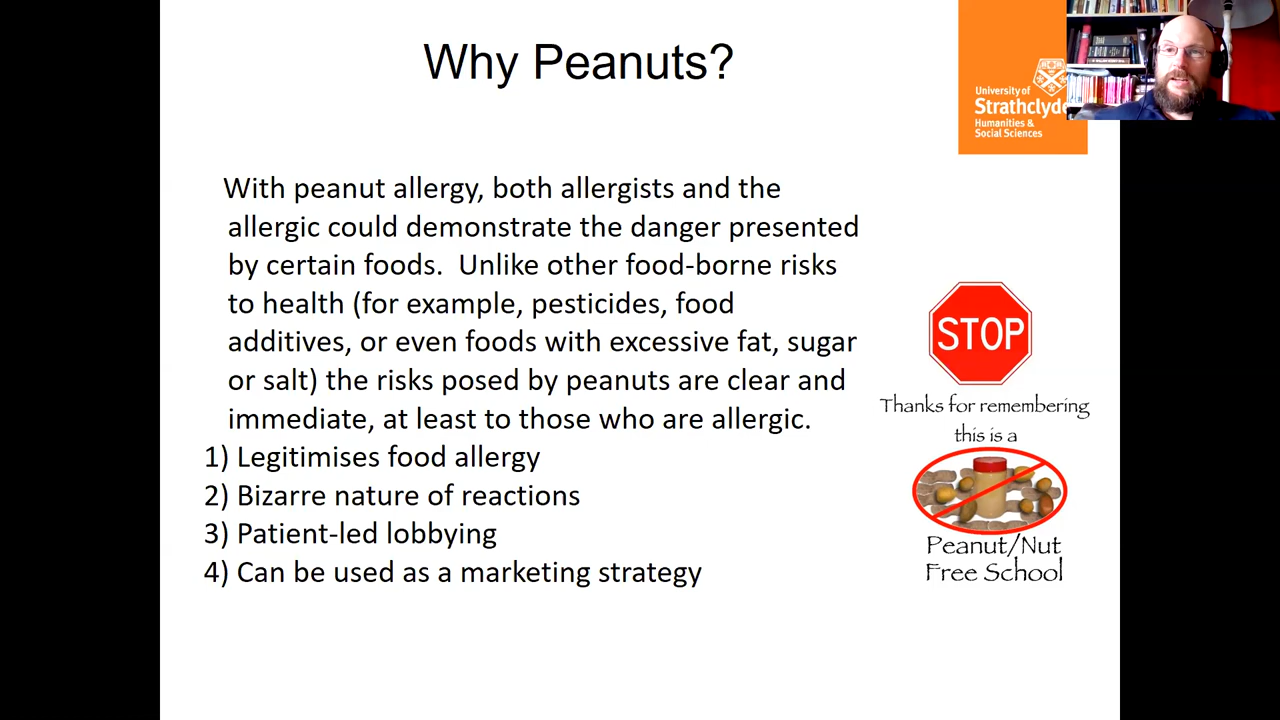 Why Peanuts?
University of
Strathclyde
Humanities &
Social Sciences
With peanut allergy, both allergists and the
allergic could demonstrate the danger presented
by certain foods.  Unlike other food-borne risks
to health (for example, pesticides, food
additives, or even foods with excessive fat, sugar
or salt) the risks posed by peanuts are clear and
immediate, at least to those who are allergic.
1) Legitimises food allergy
2) Bizarre nature of reactions
3) Patient-led lobbying
4) Can be used as a marketing strategy
STOP
Thanks for remembering
this is a
Peanut/Nut
Free School